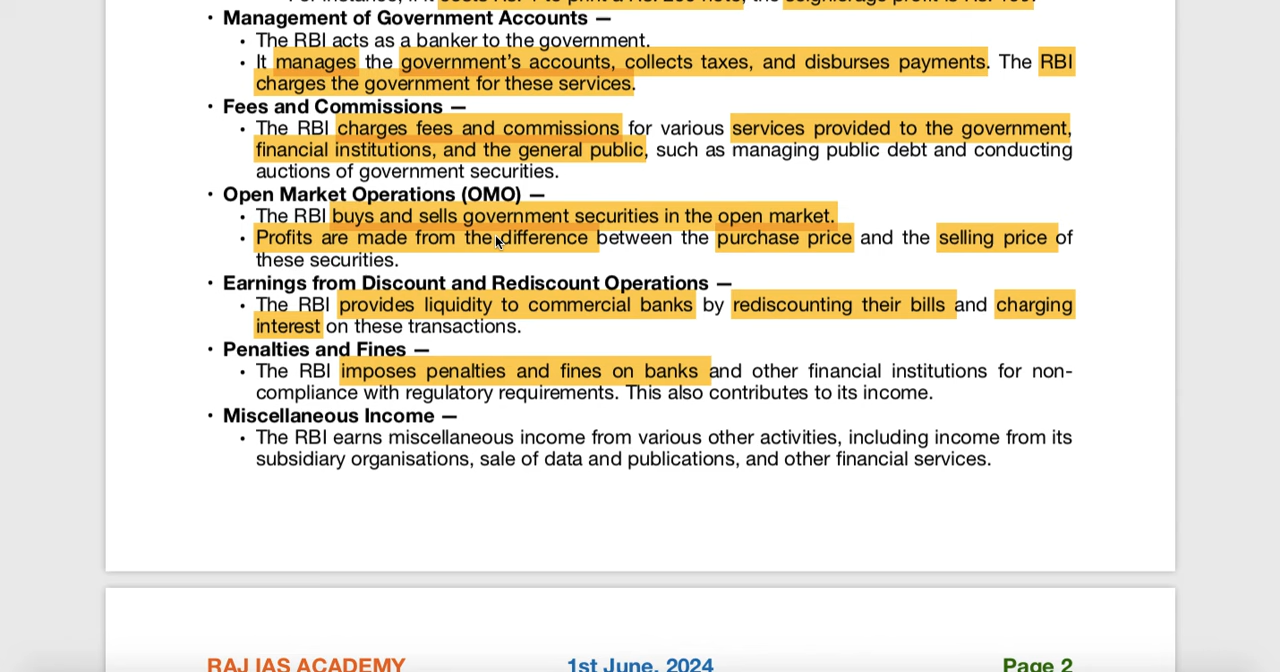 • Management of Government Accounts —
• The RBI acts as a banker to the government.
• It manages the government’s accounts, collects taxes, and disburses payments. The RBI
charges the government for these services.
• Fees and Commissions —
• The RBI charges fees and commissions for various services provided to the government,
financial institutions, and the general public, such as managing public debt and conducting
auctions of government securities.
• Open Market Operations (OMO) —
• The RBI buys and sells government securities in the open market.
• Profits are made from the difference between the purchase price and the selling price of
these securities.
• Earnings from Discount and Rediscount Operations —
• The RBI provides liquidity to commercial banks by rediscounting their bills and charging
interest on these transactions.
• Penalties and Fines —
• The RBI imposes penalties and fines on banks and other financial institutions for non-
compliance with regulatory requirements. This also contributes to its income.
• Miscellaneous Income —
• The RBI earns miscellaneous income from various other activities, including income from its
subsidiary organisations, sale of data and publications, and other financial services.
RAJ IAS ACADEMY 1st June, 2024 Page 2